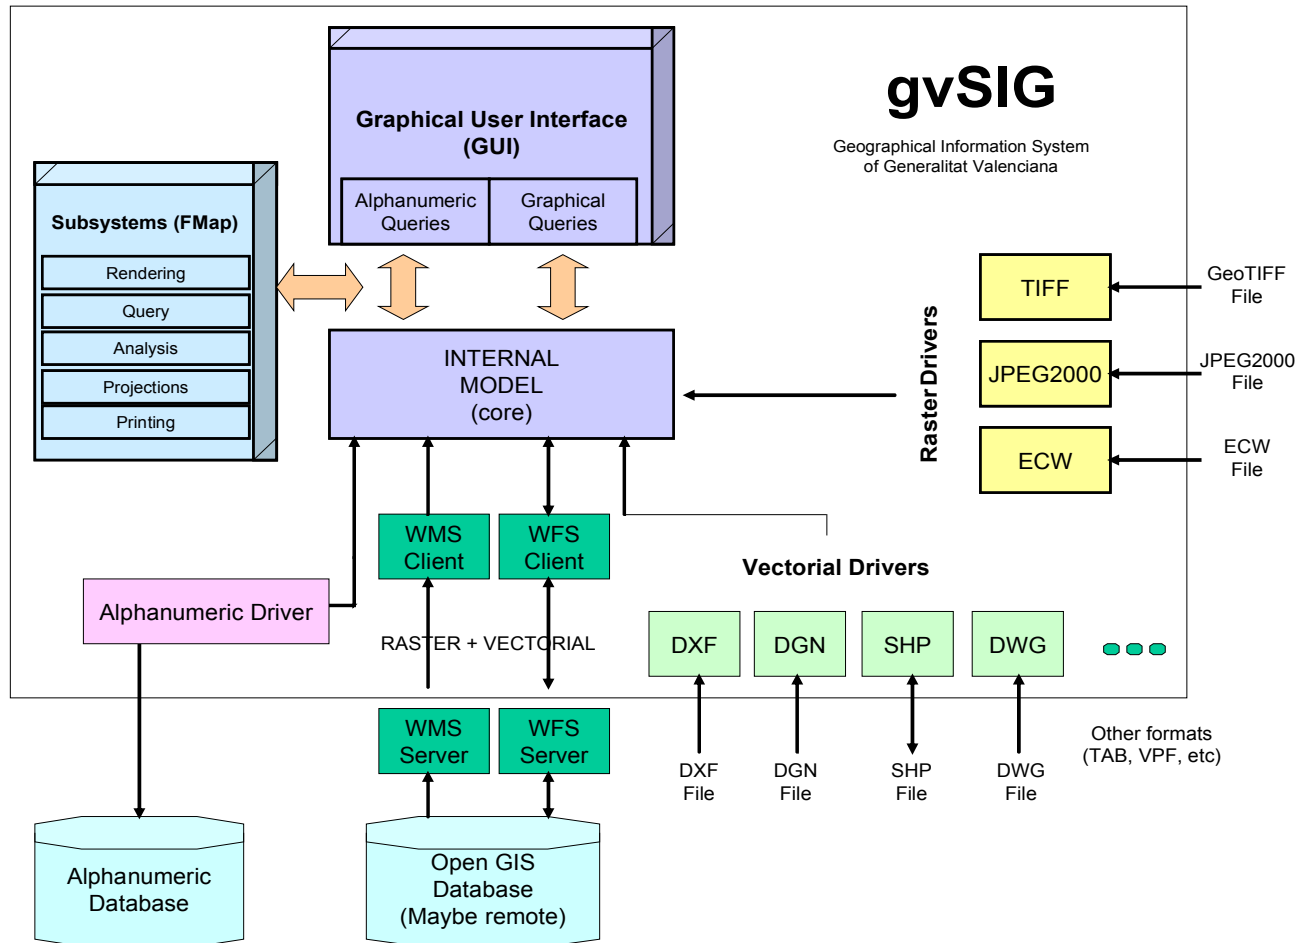 gvSIG
Geographical Information System
of Generalitat Valenciana
Graphical User Interface
(GUI)
Alphanumeric
Queries
Graphical
Queries
Subsystems (FMap)
Rendering
Query
Analysis
Projections
Printing
INTERNAL
MODEL
(core)
Raster Drivers
TIFF
JPEG2000
ECW
GeoTIFF
File
JPEG2000
File
ECW
File
WMS
Client
WFS
Client
Vectorial Drivers
Alphanumeric Driver
RASTER + VECTORIAL
DXF
DGN
SHP
DWG
WMS
Server
WFS
Server
DXF
File
DGN
File
SHP
File
DWG
File
Other formats
(TAB, VPF, etc)
Alphanumeric
Database
Open GIS
Database
(Maybe remote)